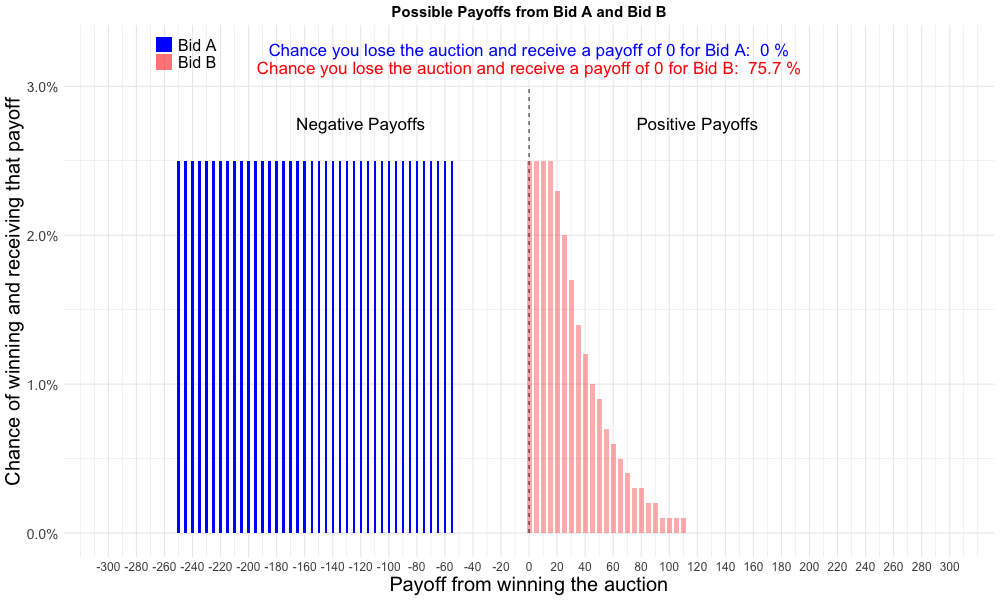 Possible Payoffs from Bid A and Bid B
Bid A
Bid B
Chance you lose the auction and receive a payoff of 0 for Bid A:  0 %
Chance you lose the auction and receive a payoff of 0 for Bid B:  75.7 %
Negative Payoffs
Positive Payoffs
Chance of winning and receiving that payoff
3.0%
2.0%
1.0%
0.0%
-300 -280 -260 -240 -220 -200 -180 -160 -140 -120 -100 -80 -60 -40 -20 0 20 40 60 80 100 120 140 160 180 200 220 240 260 280 300
Payoff from winning the auction